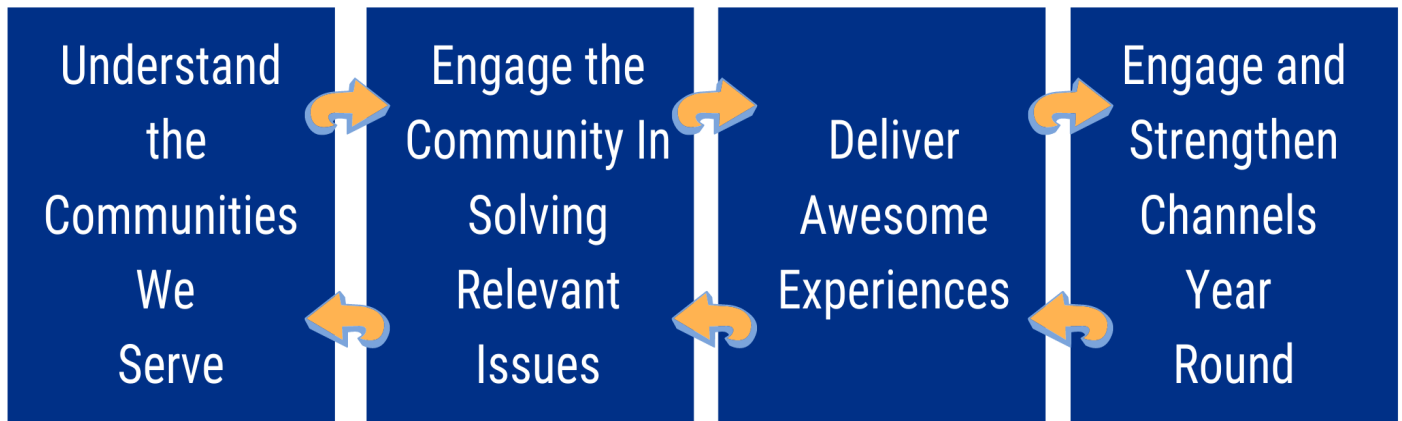 Understand
the
Communities
We
Serve
Engage the
Community In
Solving
Relevant
Issues
Deliver
Awesome
Experiences
Engage and
Strengthen
Channels
Year
Round